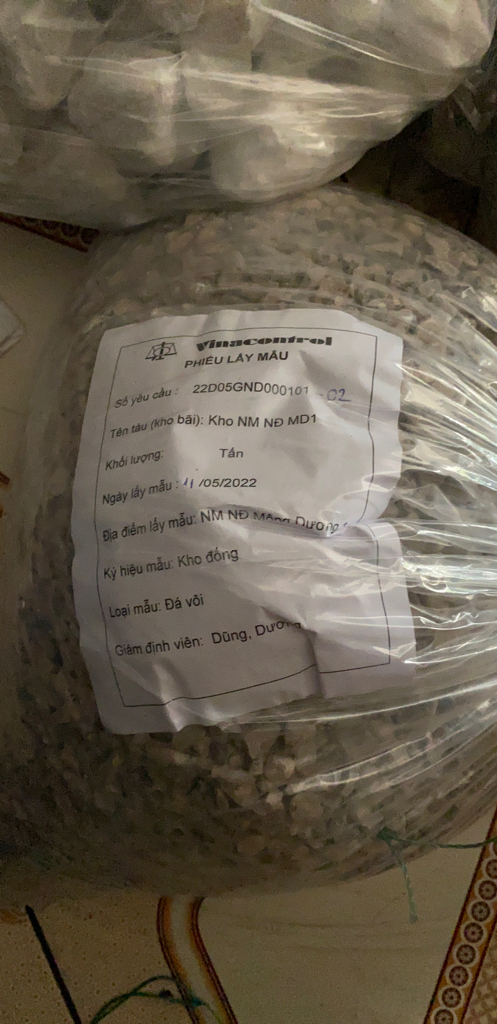 Vinacontrol
PHIẾU LẤY MẪU
Số yêu cầu : 22D05GND000101 -02
Tên tàu (kho bãi): Kho NM NĐ MD1
Khối lượng: Tấn
Ngày lấy mẫu : 11 /05/2022
Địa điểm lấy mẫu: NM NĐ Mông Dương
Ký hiệu mẫu: Kho đống
Loại mẫu: Đá vôi
Giám định viên: Dũng, Dương